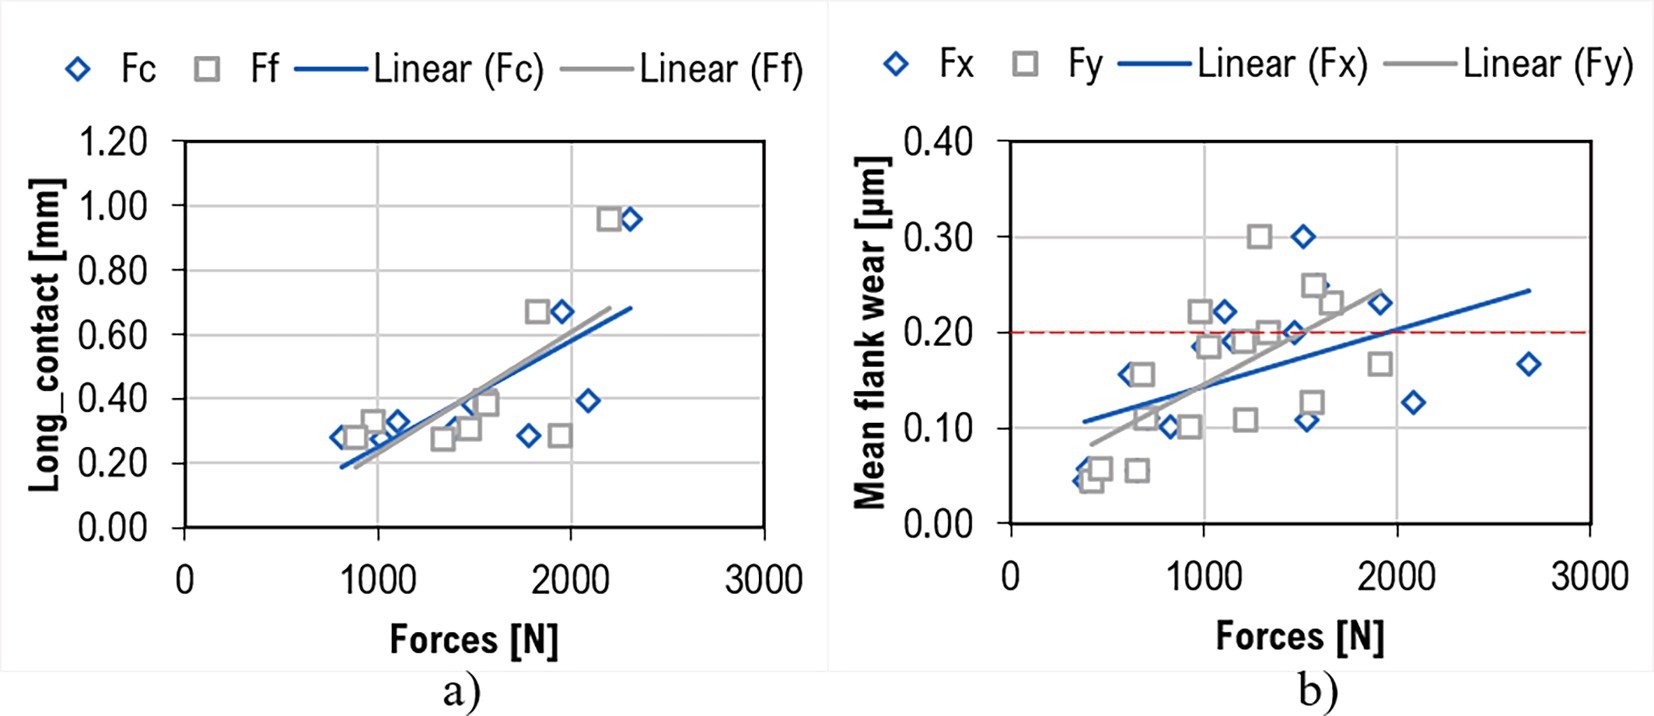 Fc Ff Linear (Fc) Linear (Ff)
1.20
1.00
0.80
0.60
0.40
0.20
0.00
Long_contact [mm]
0 1000 2000 3000
Forces [N]
a)
Fx Fy Linear (Fx) Linear (Fy)
0.40
0.30
0.20
0.10
0.00
Mean flank wear [µm]
0 1000 2000 3000
Forces [N]
b)